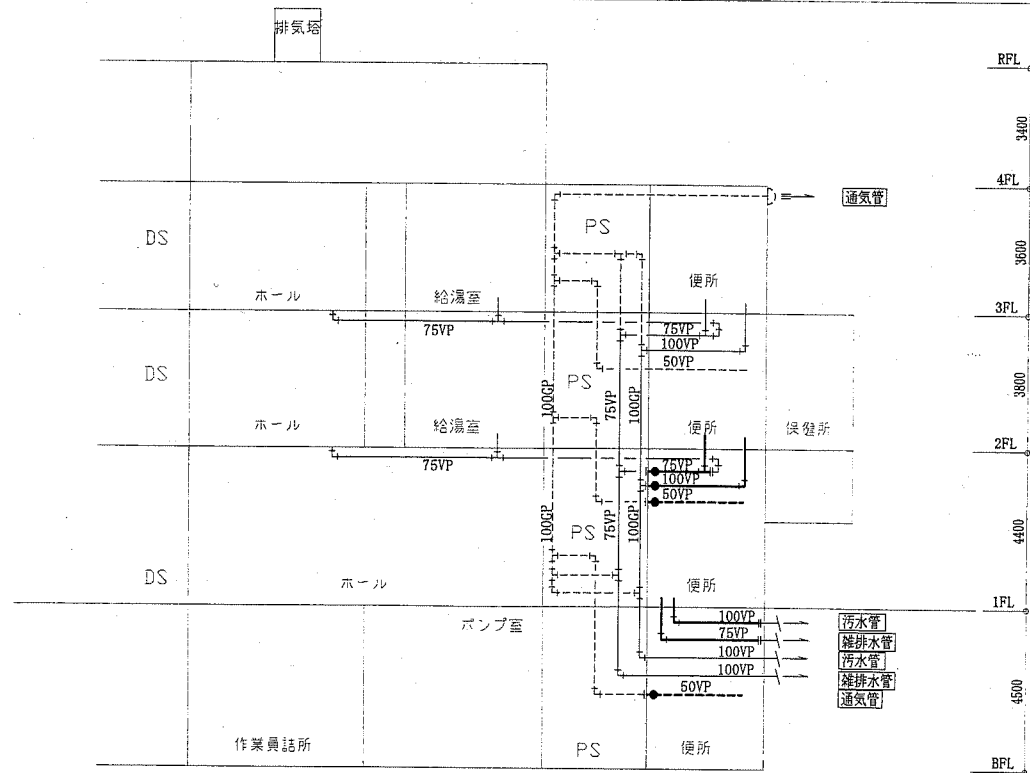 排気塔
RFL
3400
4FL
通気管
PS
DS
3600
便所
ホール
給湯室
3FL
75VP
75VP
100VP
50VP
DS
PS
3800
100GP
75VP
100GP
ホール
給湯室
便所
保健所
2FL
75VP
75VP
100VP
50VP
100GP
75VP
100GP
PS
4400
DS
ホール
便所
1FL
ポンプ室
100VP
汚水管
75VP
雑排水管
100VP
汚水管
100VP
雑排水管
50VP
通気管
4500
作業員詰所
PS
便所
BFL